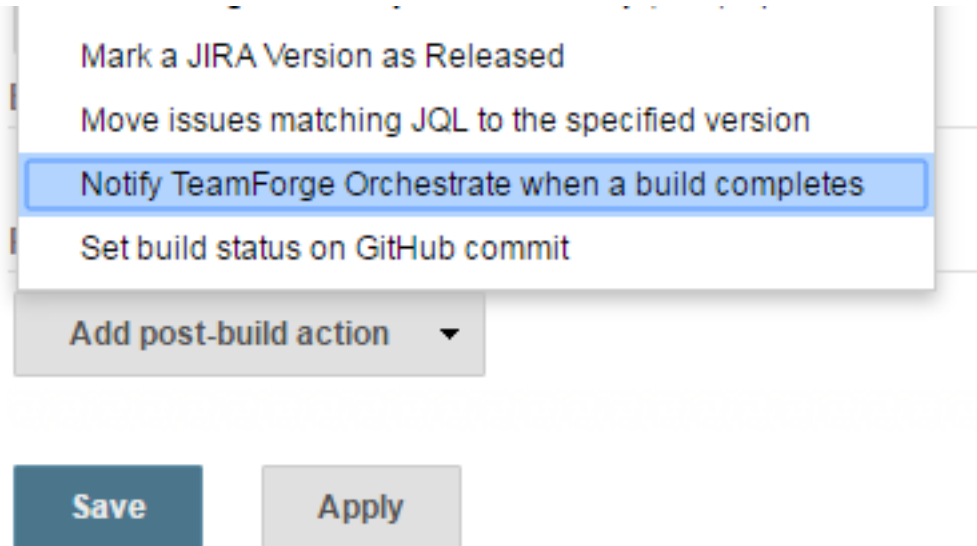 Mark a JIRA Version as Released
Move issues matching JQL to the specified version
Notify TeamForge Orchestrate when a build completes
Set build status on GitHub commit
Add post-build action
Save
Apply